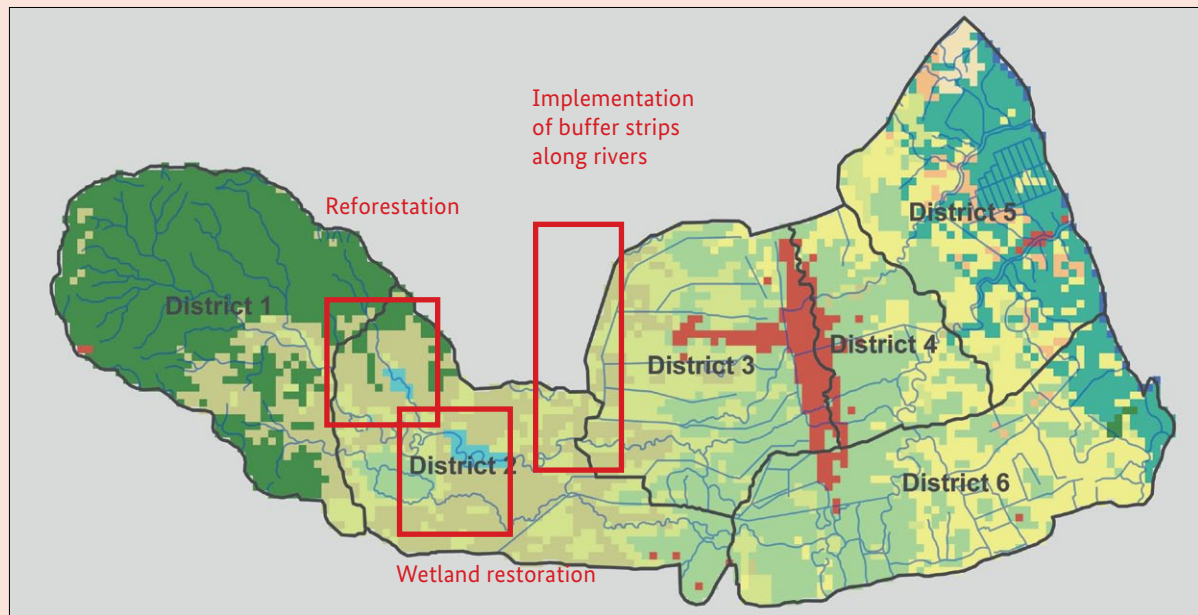 Implementation
of buffer strips
along rivers
Reforestation
District 5
District 1
District 4
District 3
District 2
District 6
Wetland restoration